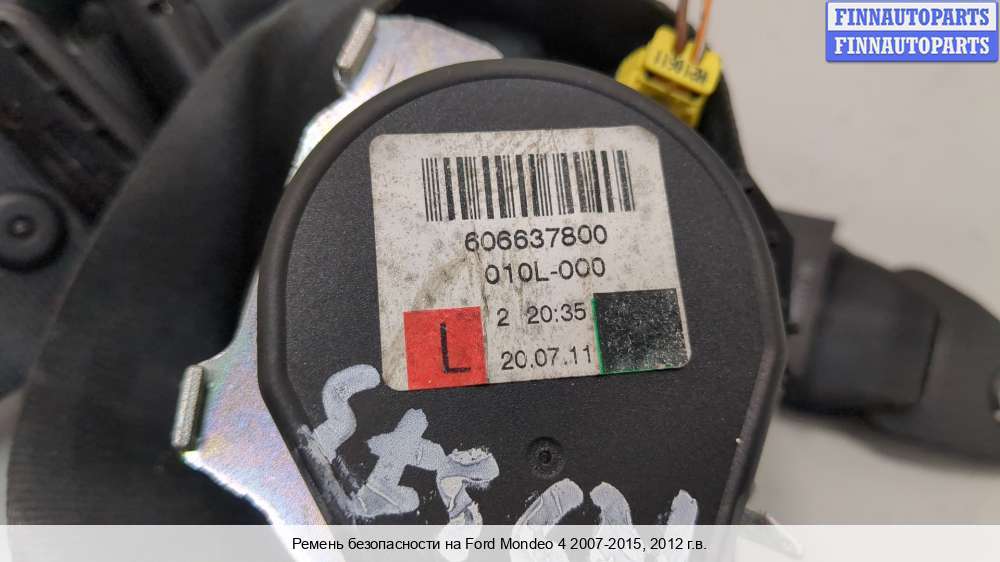 FINNAUTOPARTS
FINNAUTOPARTS
606637800
010L-000
2 20:35
L
20.07.11
Ремень безопасности на Ford Mondeo 4 2007-2015, 2012 г.в.